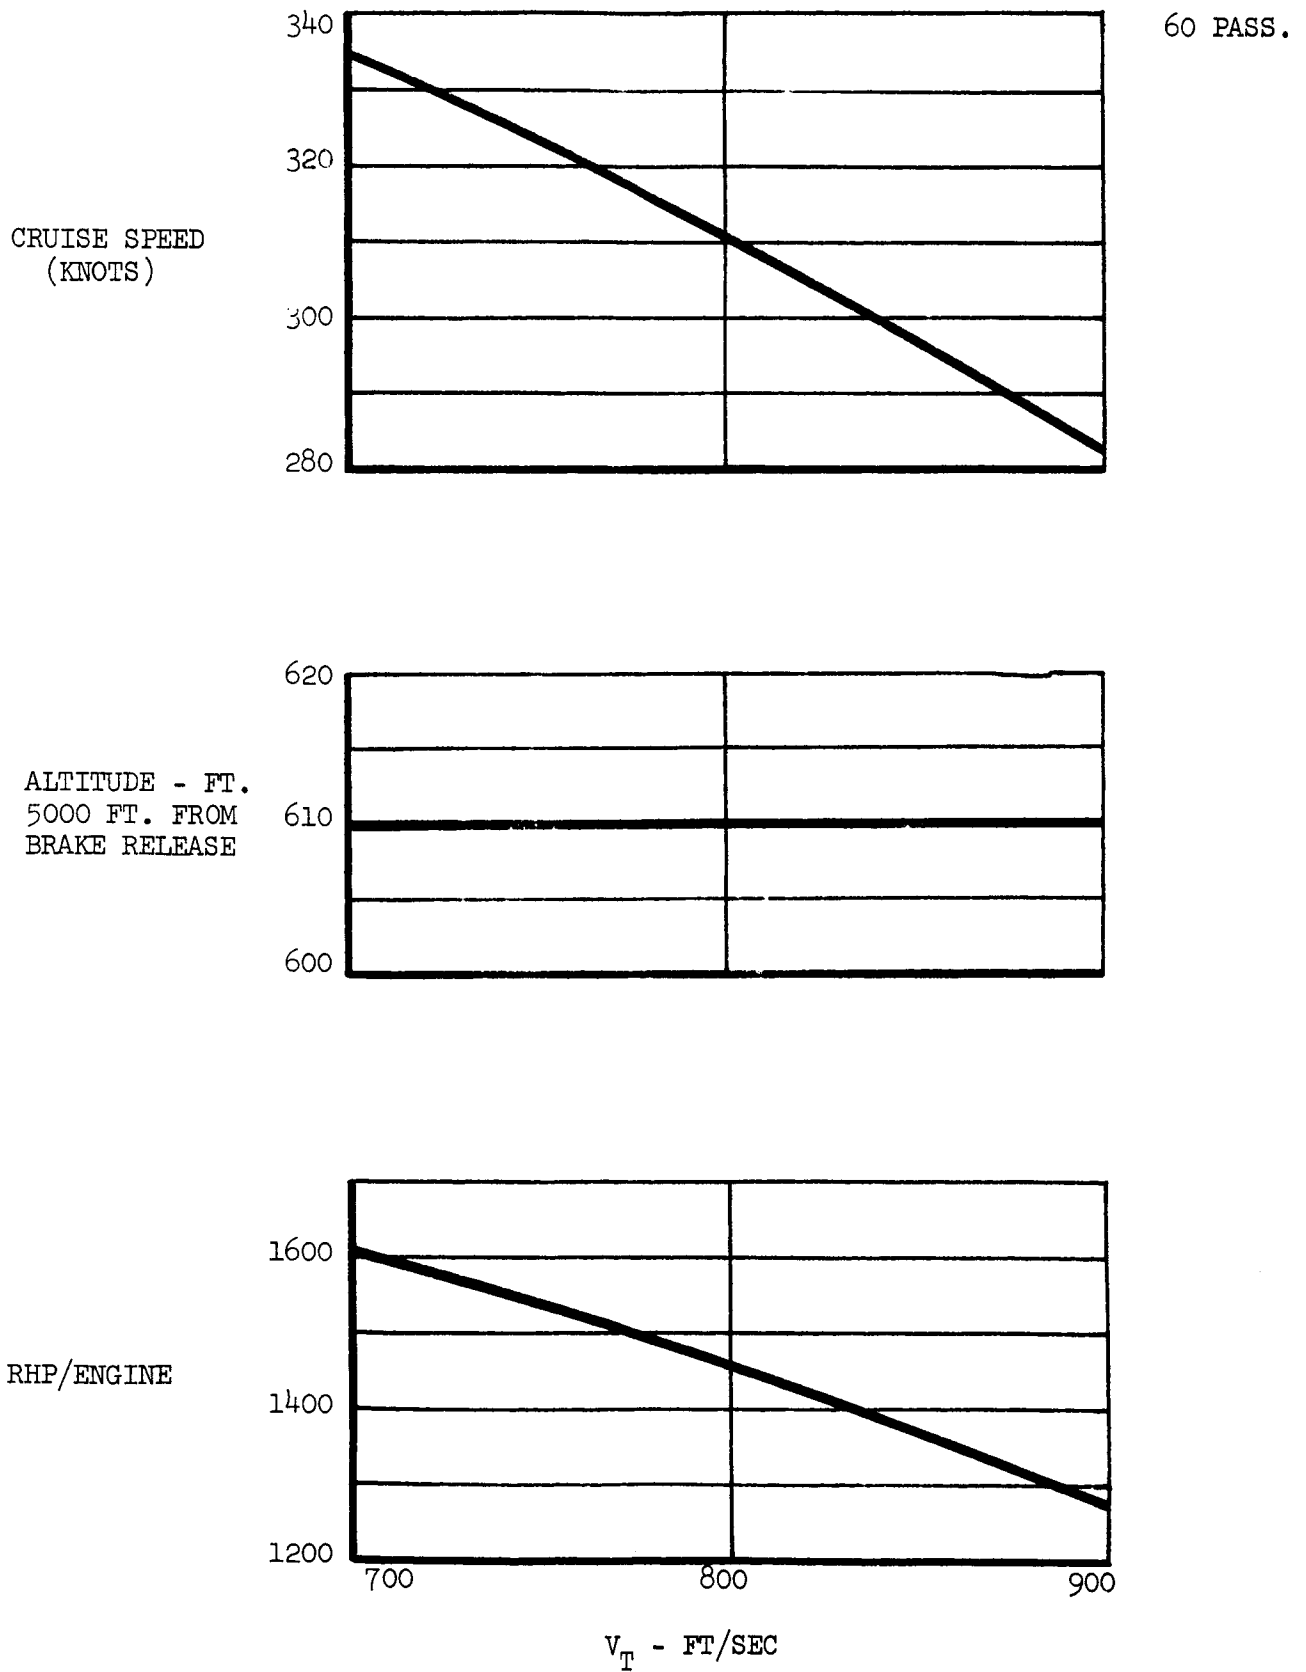 60 PASS.
340
320
300
280
CRUISE SPEED
(KNOTS)
620
610
600
ALTITUDE - FT.
5000 FT. FROM
BRAKE RELEASE
1600
1400
1200
RHP/ENGINE
700 800 900
V_T - FT/SEC